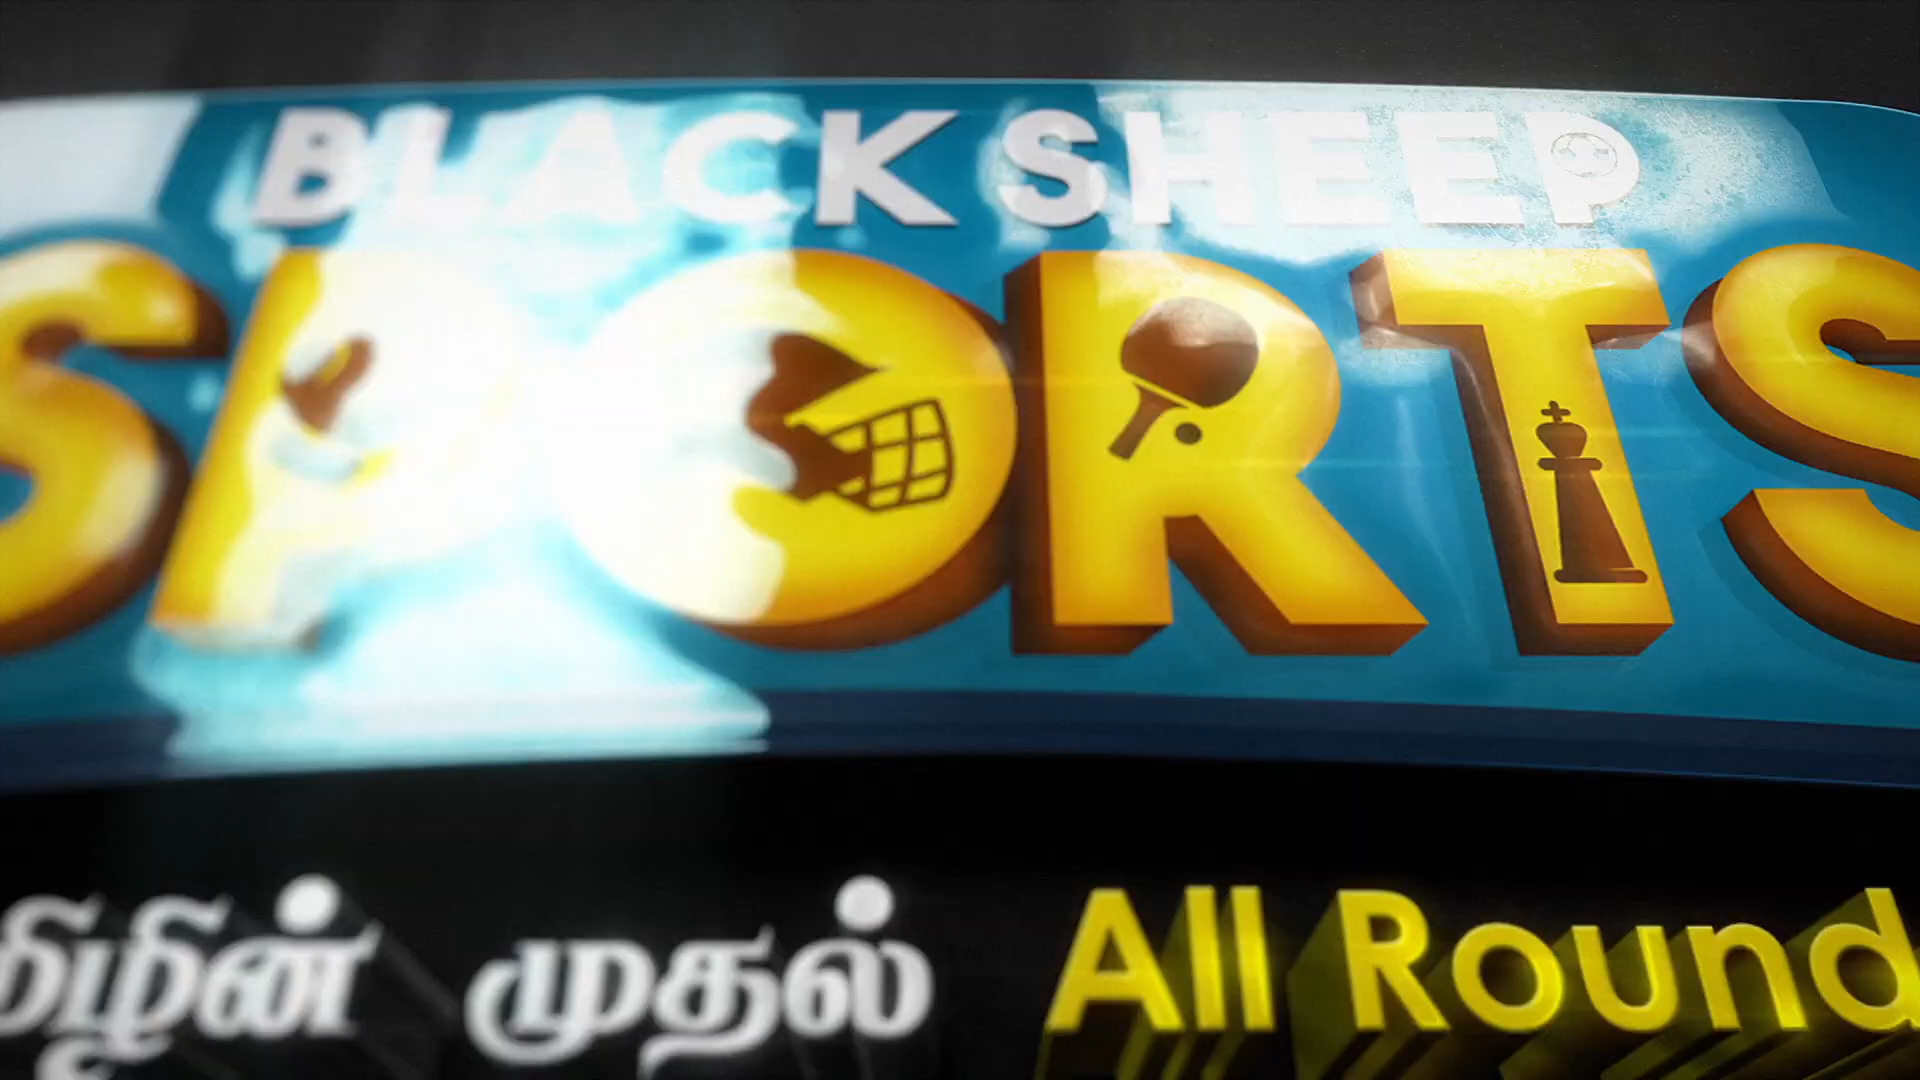 BLACK SHEEP
SPORTS
முதல் All Round